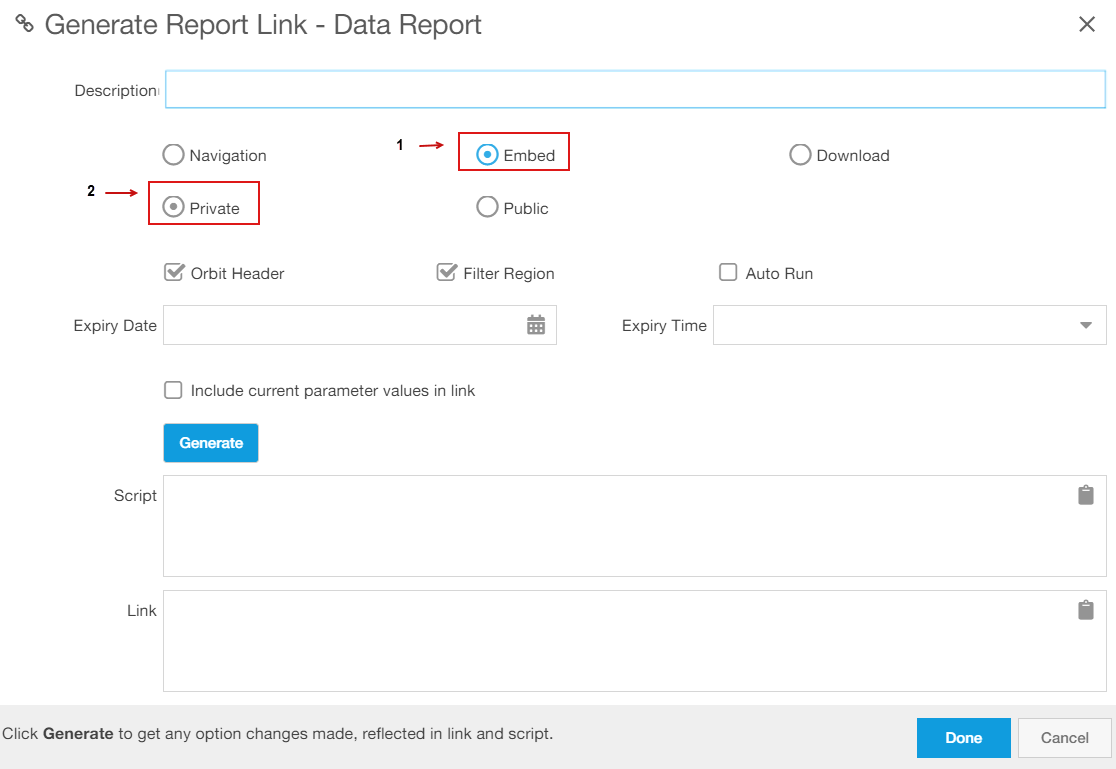 Generate Report Link - Data Report
Description
Navigation
1
Embed
Download
2
Private
Public
Orbit Header
Filter Region
Auto Run
Expiry Date
Expiry Time
Include current parameter values in link
Generate
Script
Link
Click Generate to get any option changes made, reflected in link and script.
Done
Cancel